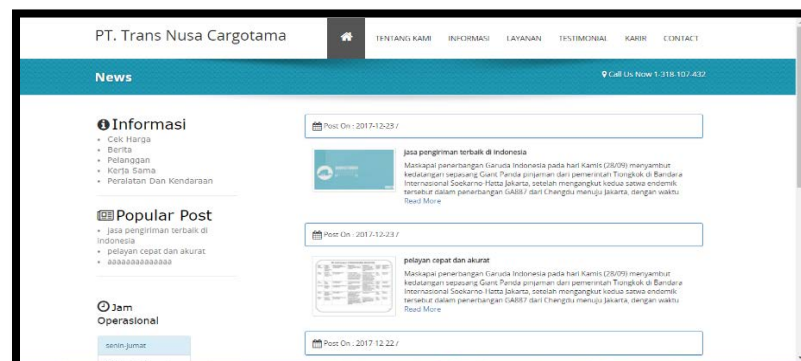 PT. Trans Nusa Cargotama
TENTANG KAMI INFORMASI LAYANAN TESTIMONIAL KARIR CONTACT
News
Call Us Now 1-318-107-432
Informasi
Cek Harga
Berita
Pelanggan
Kerja Sama
Peralatan Dan Kendaraan
Popular Post
jasa pengiriman terbaik di
indonesia
pelayan cepat dan akurat
aaaaaaaaaaaaaa
Jam
Operasional
senin-jumat
Post On : 2017-12-23 /
jasa pengiriman terbaik di indonesia
Maskapai penerbangan Garuda Indonesia pada hari Kamis (28/09) menyambut
kedatangan sepasang Giant Panda pinjaman dari pemerintah Tiongkok di Bandara
Internasional Soekarno-Hatta Jakarta, setelah mengangkut kedua satwa endemik
tersebut dalam penerbangan GA887 dari Chengdu menuju Jakarta, dengan waktu
Read More
Post On : 2017-12-23 /
pelayan cepat dan akurat
Maskapai penerbangan Garuda Indonesia pada hari Kamis (28/09) menyambut
kedatangan sepasang Giant Panda pinjaman dari pemerintah Tiongkok di Bandara
Internasional Soekarno-Hatta Jakarta, setelah mengangkut kedua satwa endemik
tersebut dalam penerbangan GA887 dari Chengdu menuju Jakarta, dengan waktu
Read More
Post On : 2017-12-22 /